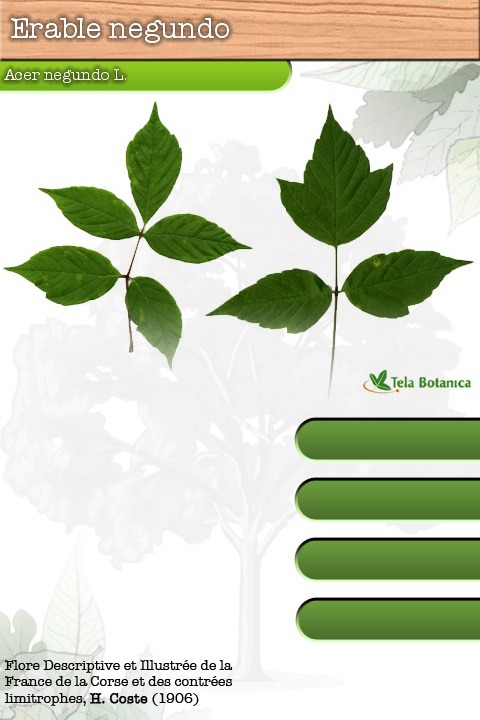 Erable negundo
Acer negundo L.
Tela Botanica
Flore Descriptive et Illustrée de la
France de la Corse et des contrées
limitrophes, H. Coste (1906)